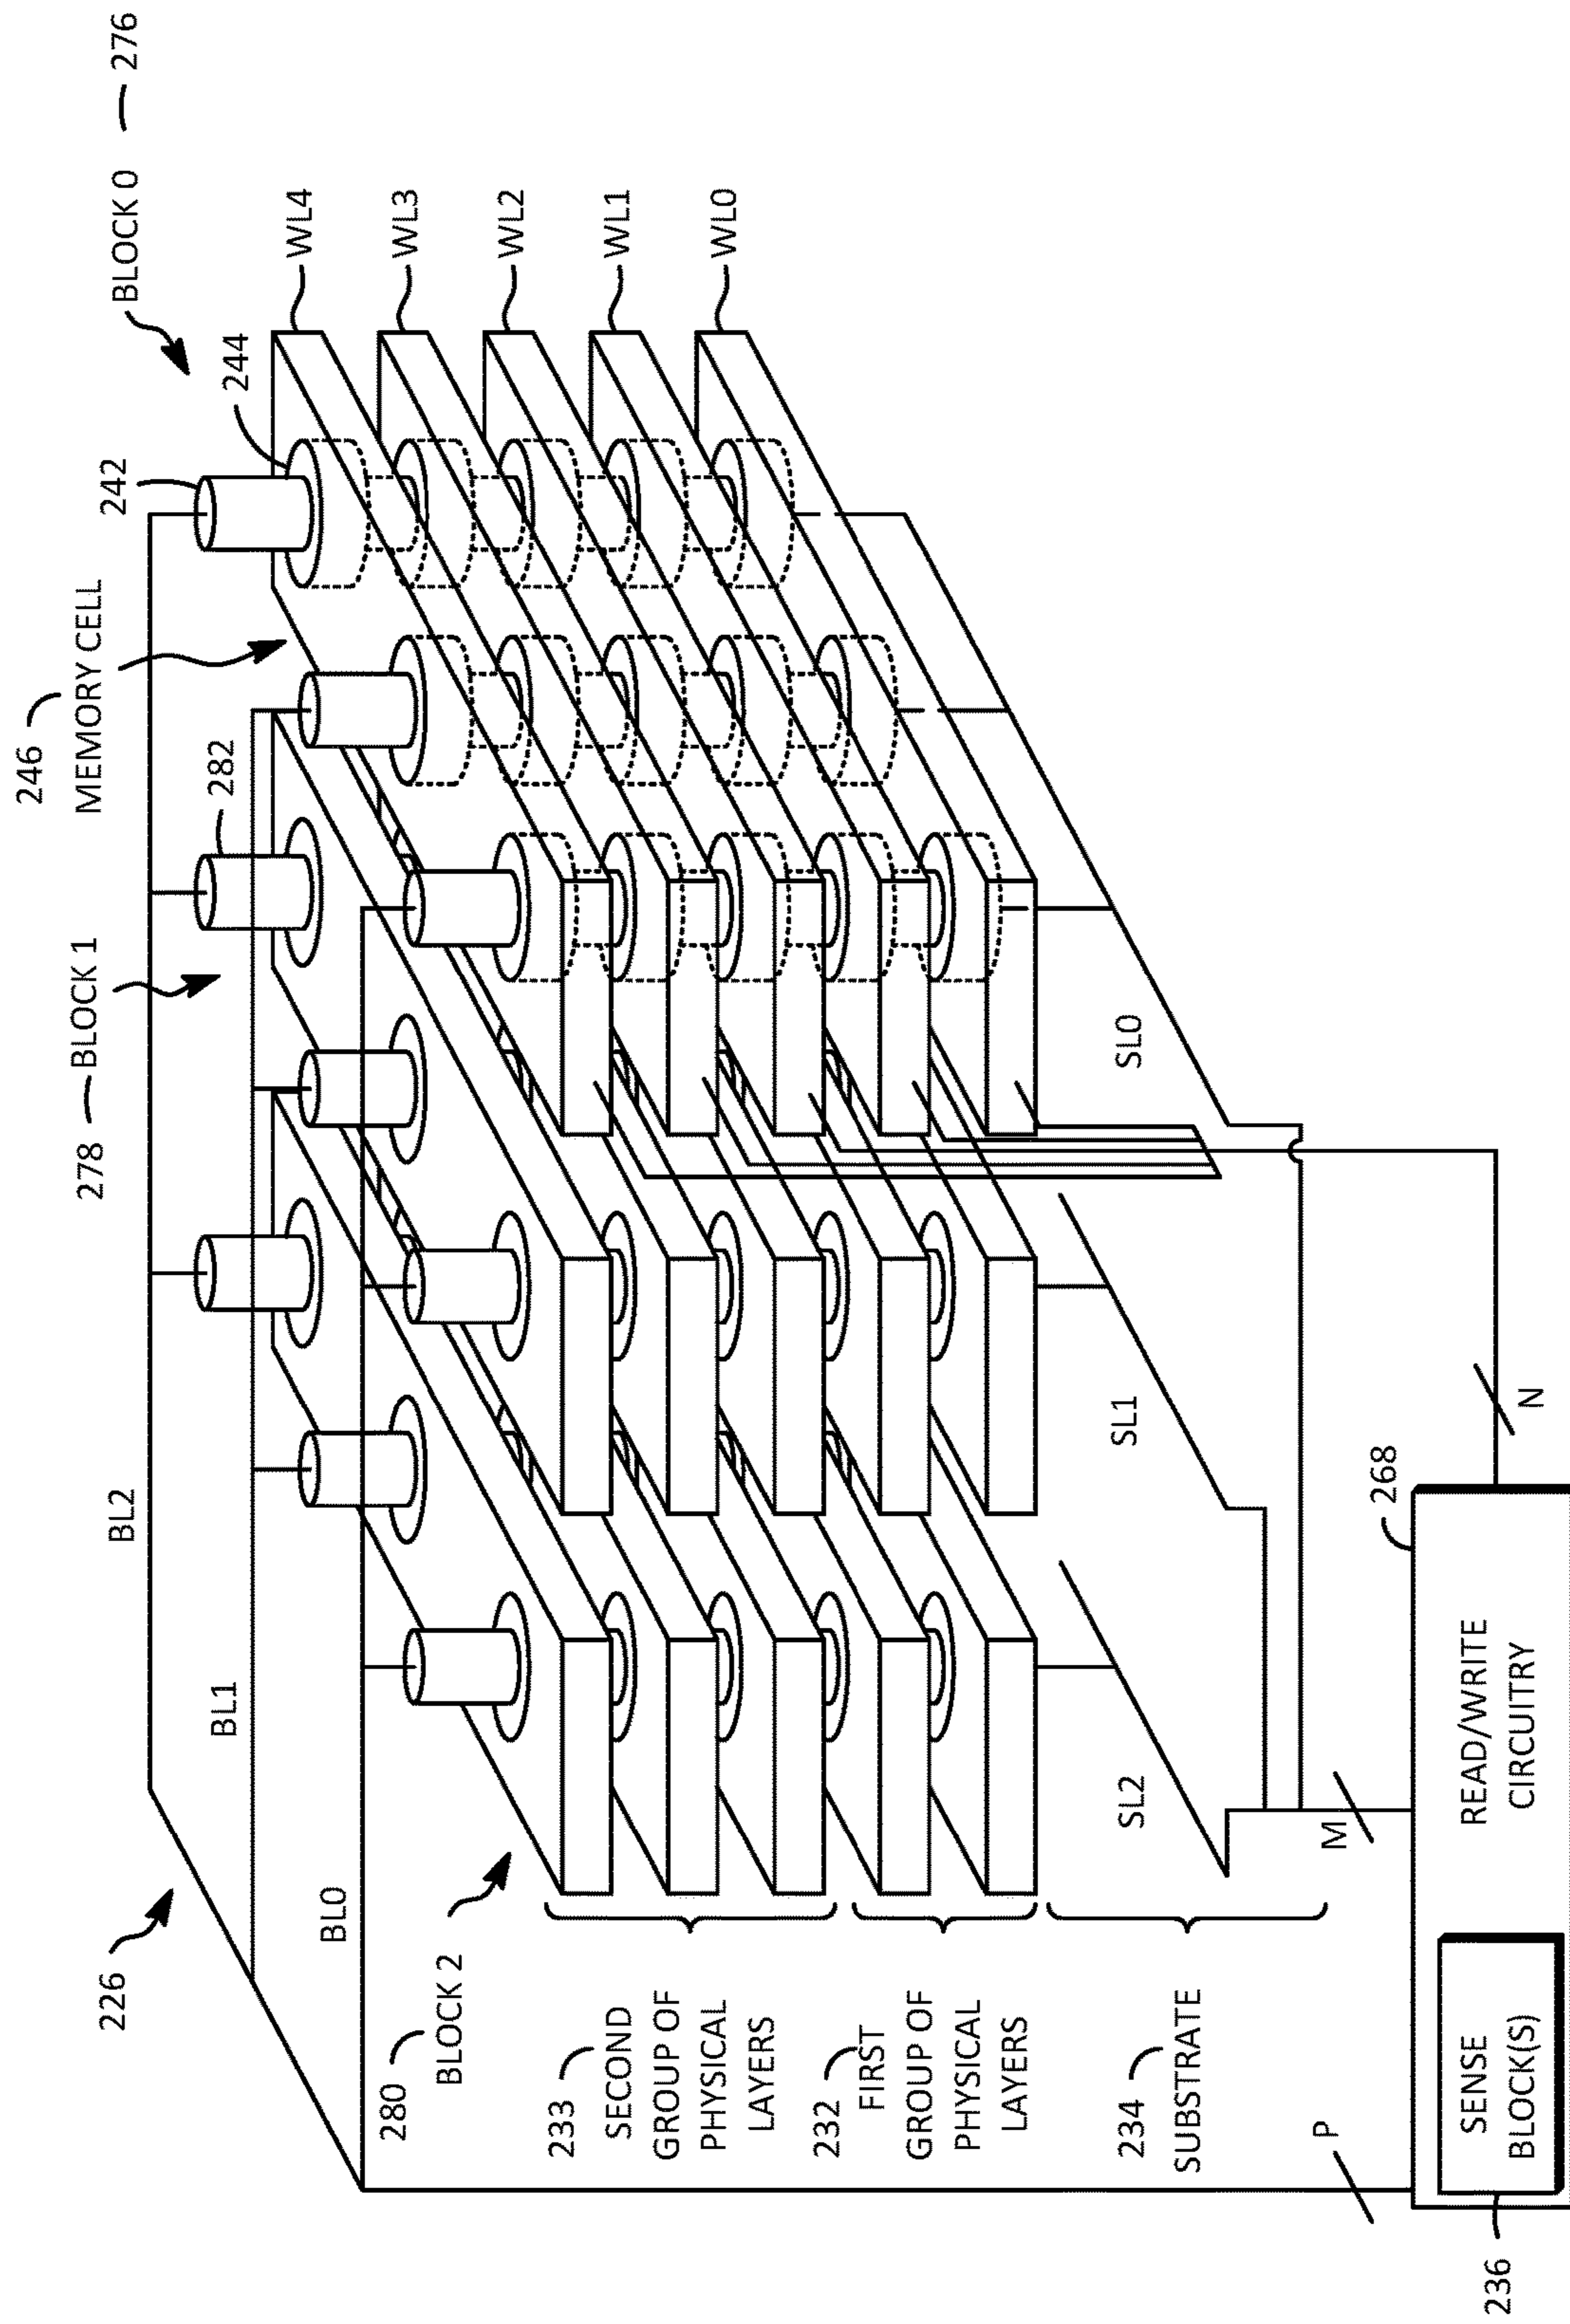 226
BL2
BL1
BL0
278
BLOCK 1
282
246
MEMORY CELL
242
244
BLOCK 0
276
WL4
WL3
WL2
WL1
WL0
280
BLOCK 2
233
SECOND
GROUP OF
PHYSICAL
LAYERS
232
FIRST
GROUP OF
PHYSICAL
LAYERS
234
SUBSTRATE
SL2
SL1
SL0
P
M
N
268
READ/WRITE
CIRCUITRY
SENSE
BLOCK(S)
236